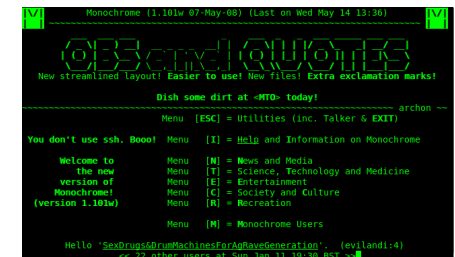 Monochrome (1.101w 07-May-08) (Last on Wed May 14 13:36)
OBS and QUOTES
New streamlined layout! Easier to use! New files! Extra exclamation marks!
Dish some dirt at <MTO> today!
archon ~~
Menu [ESC] = Utilities (inc. Talker & EXIT)
You don't use ssh. Booo! Menu [I] = Help and Information on Monochrome
Welcome to Menu [N] = News and Media
the new Menu [T] = Science, Technology and Medicine
version of Menu [E] = Entertainment
Monochrome! Menu [C] = Society and Culture
(version 1.101w) Menu [R] = Recreation
Menu [M] = Monochrome Users
Hello 'SexDrugs&DrumMachinesForAgRaveGeneration'. (evilandi:4)
<< 22 other users at Sun Jan 11 19:30 BST >>